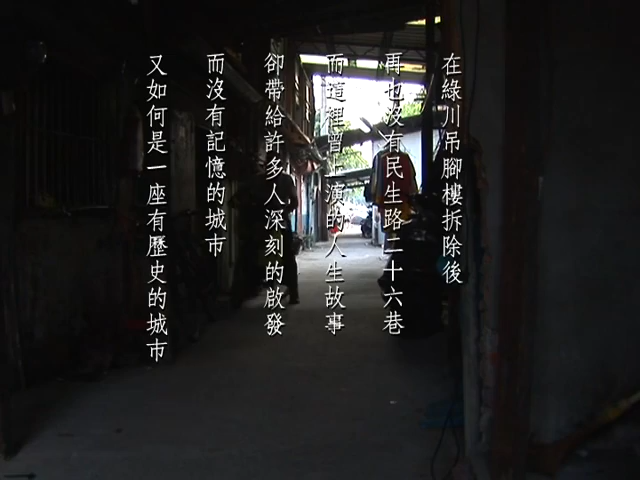 在綠川吊腳樓拆除後
再也沒有民生路二十六巷
而這裡曾上演的人生故事
卻帶給許多人深刻的啟發
而沒有記憶的城市
又如何是一座有歷史的城市